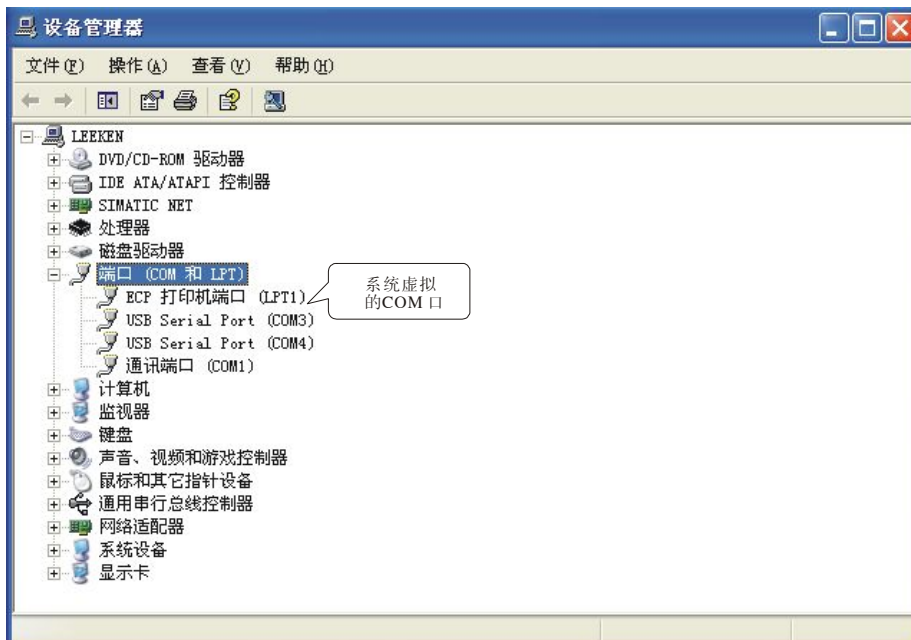 设备管理器
文件(F) 操作(A) 查看(V) 帮助(H)
LEEKEN
DVD/CD-ROM 驱动器
IDE ATA/ATAPI 控制器
SIMATIC NET
处理器
磁盘驱动器
端口 (COM 和 LPT)
ECP 打印机端口 (LPT1)
系统虚拟
的COM 口
USB Serial Port (COM3)
USB Serial Port (COM4)
通讯端口 (COM1)
计算机
监视器
键盘
声音、视频和游戏控制器
鼠标和其它指针设备
通用串行总线控制器
网络适配器
系统设备
显示卡